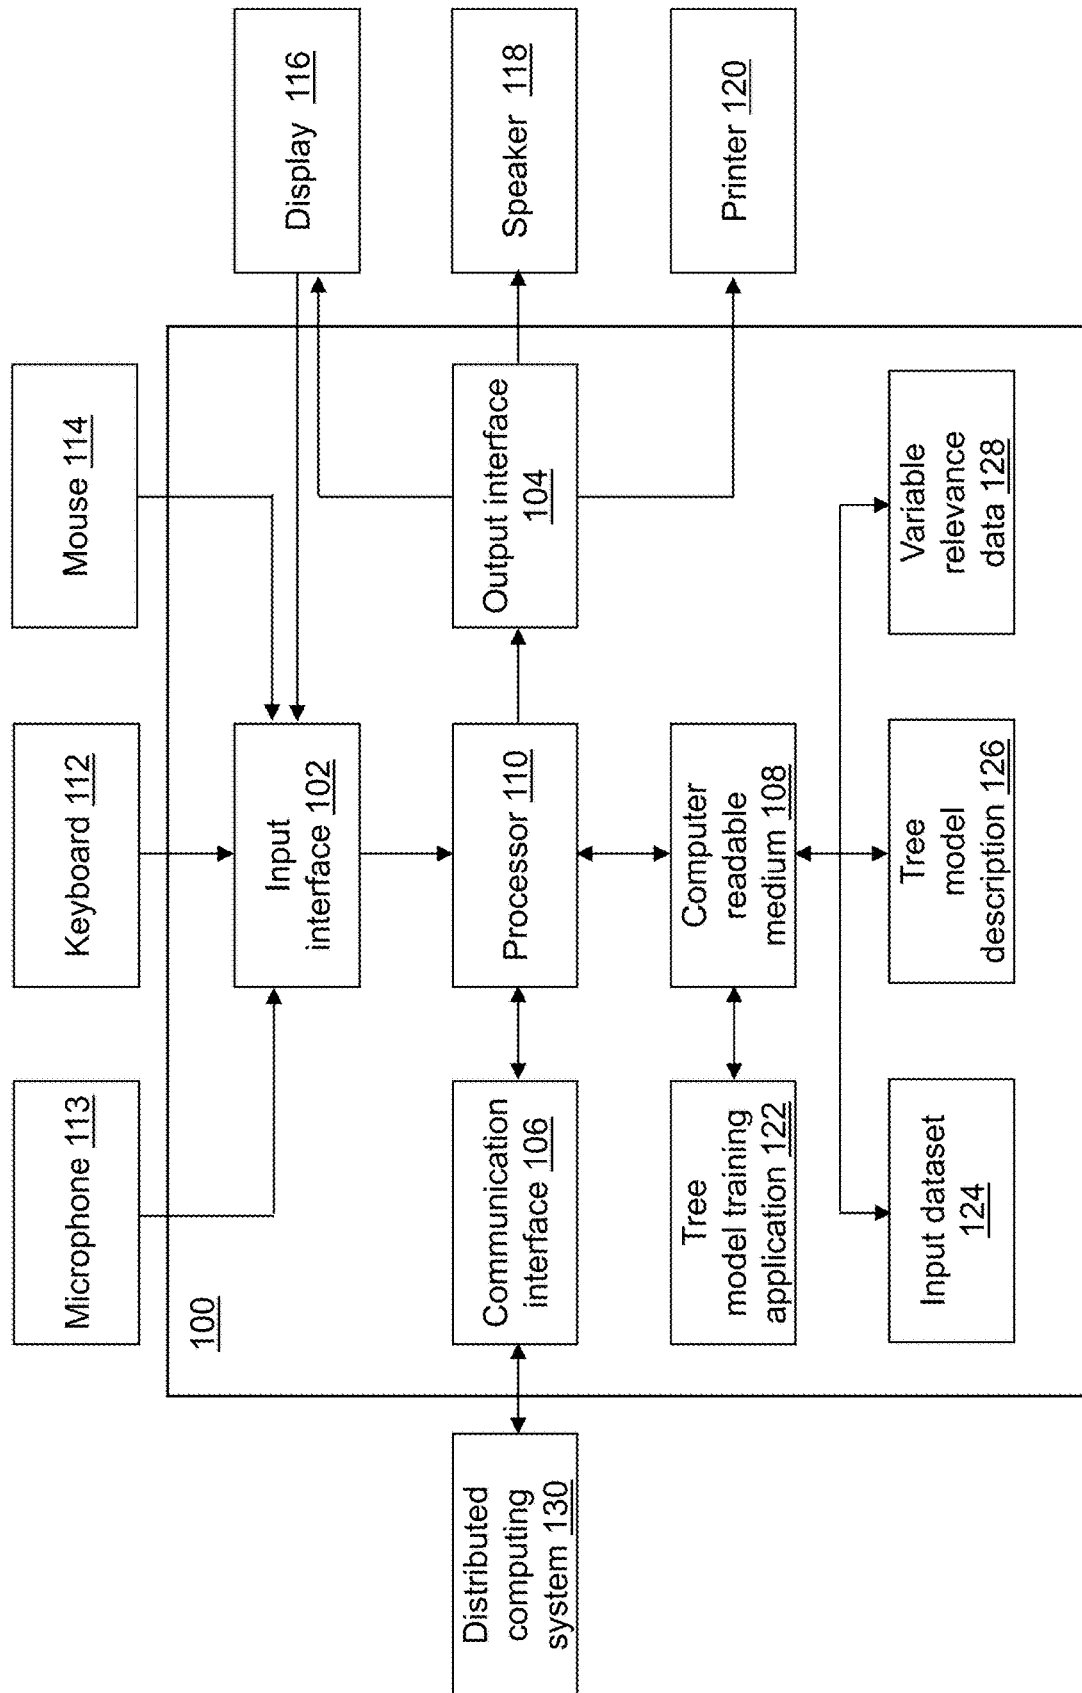 Microphone 113
Keyboard 112
Mouse 114
100
Input
interface 102
Display 116
Distributed
computing
system 130
Communication
interface 106
Processor 110
Output interface
104
Speaker 118
Tree
model training
application 122
Computer
readable
medium 108
Printer 120
Input dataset
124
Tree
model
description 126
Variable
relevance
data 128